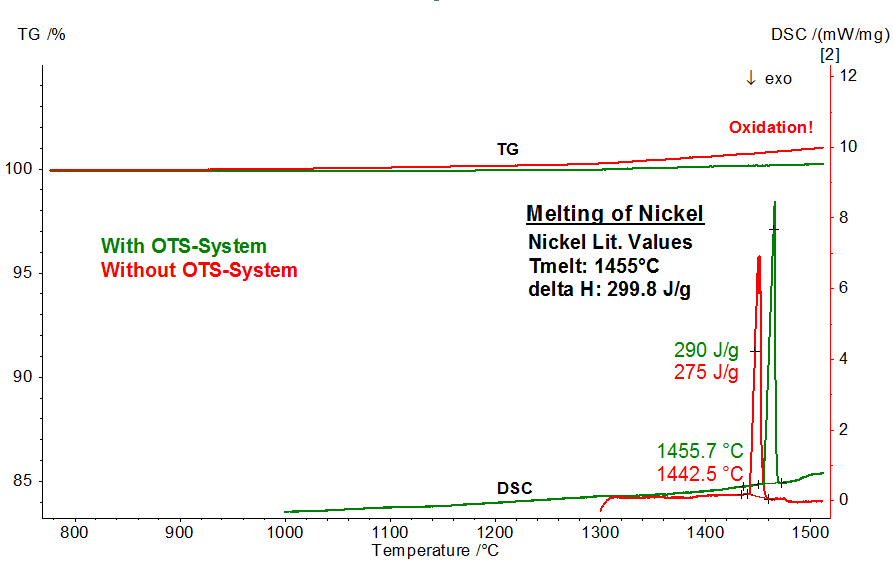 TG /%
DSC /(mW/mg)
[2]
↓ exo
Oxidation!
TG
Melting of Nickel
Nickel Lit. Values
Tmelt: 1455°C
delta H: 299.8 J/g
With OTS-System
Without OTS-System
290 J/g
275 J/g
1455.7 °C
1442.5 °C
DSC
100
95
90
85
12
10
8
6
4
2
0
800 900 1000 1100 1200 1300 1400 1500
Temperature /°C